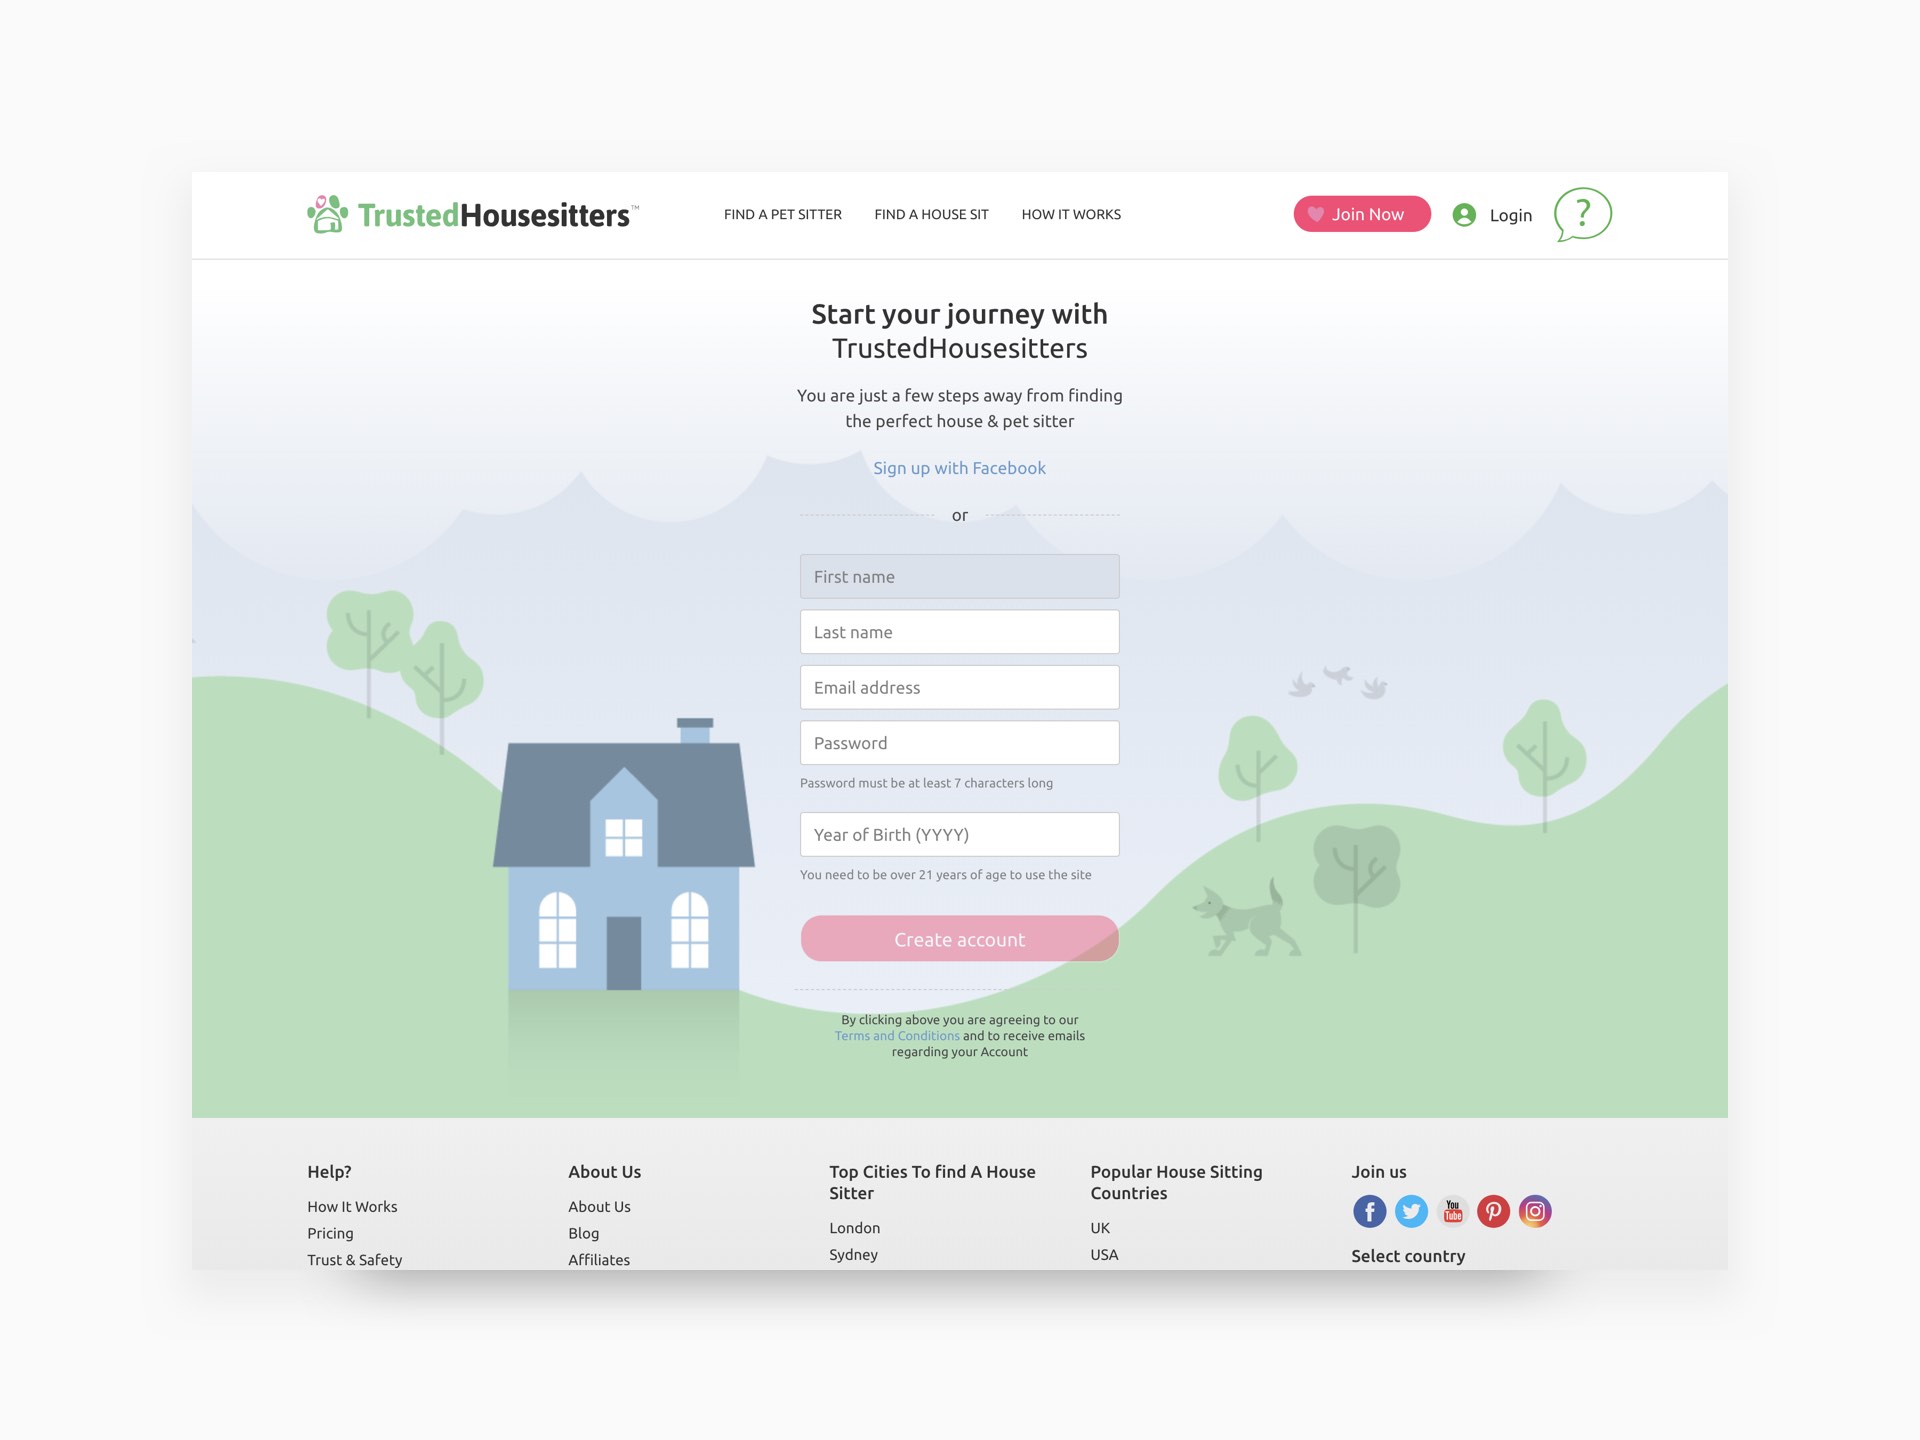 TrustedHousesitters™
FIND A PET SITTER
FIND A HOUSE SIT
HOW IT WORKS
Join Now
Login
?
Start your journey with
TrustedHousesitters
You are just a few steps away from finding
the perfect house & pet sitter
Sign up with Facebook
or
First name
Last name
Email address
Password
Password must be at least 7 characters long
Year of Birth (YYYY)
You need to be over 21 years of age to use the site
Create account
By clicking above you are agreeing to our
Terms and Conditions and to receive emails
regarding your Account
Help?
How It Works
Pricing
Trust & Safety
About Us
About Us
Blog
Affiliates
Top Cities To find A House
Sitter
London
Sydney
Popular House Sitting
Countries
UK
USA
Join us
You
Tube
Select country